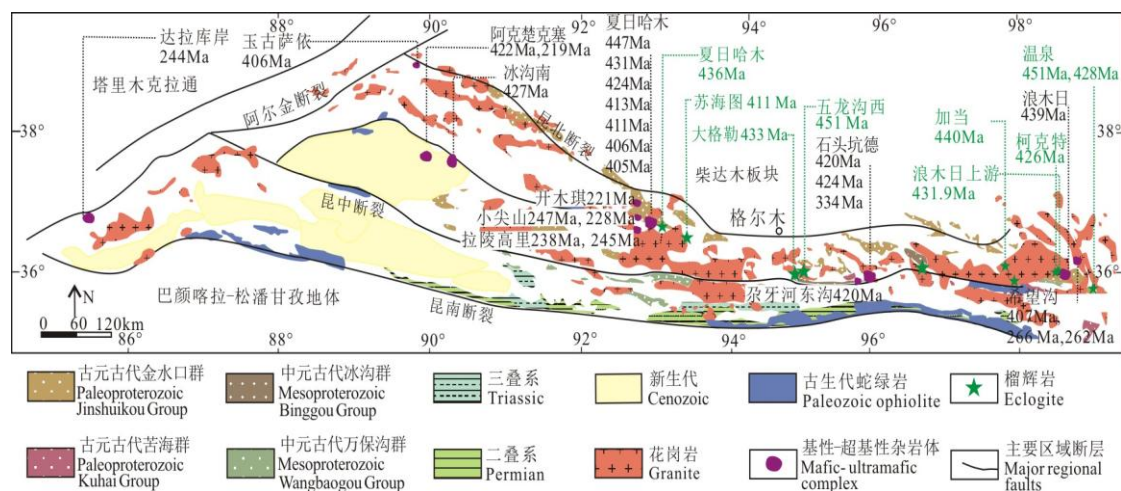 88°
90°
92°
94°
96°
98°
达拉库岸
244Ma
玉古萨依
406Ma
阿克楚克塞
422Ma,219Ma
冰沟南
427Ma
夏日哈木
447Ma
431Ma
424Ma
413Ma
411Ma
406Ma
405Ma
夏日哈木
436Ma
苏海图 411 Ma
大格勒 433 Ma
五龙沟西
451 Ma
石头坑德
420Ma
424Ma
334Ma
加当
440Ma
温泉
451Ma, 428Ma
浪木日
439Ma
柯克特
426Ma
浪木日上游
431.9Ma
塔里木克拉通
阿尔金断裂
昆北断裂
38°
38°
柴达木板块
格尔木
昆中断裂
开木琪221Ma
小尖山247Ma, 228Ma
拉陵高里238Ma, 245Ma
36°
36°
N
巴颜喀拉-松潘甘孜地体
昆南断裂
尕牙河东沟420Ma
希望沟
407Ma,
266 Ma,262Ma
0 60 120km
86°
88°
90°
92°
94°
96°
98°
古元古代金水口群
Paleoproterozoic
Jinshuikou Group
中元古代冰沟群
Mesoproterozoic
Binggou Group
三叠系
Triassic
新生代
Cenozoic
古生代蛇绿岩
Paleozoic ophiolite
榴辉岩
Eclogite
古元古代苦海群
Paleoproterozoic
Kuhai Group
中元古代万保沟群
Mesoproterozoic
Wangbaogou Group
二叠系
Permian
花岗岩
Granite
基性-超基性杂岩体
Mafic- ultramafic
complex
主要区域断层
Major regional
faults